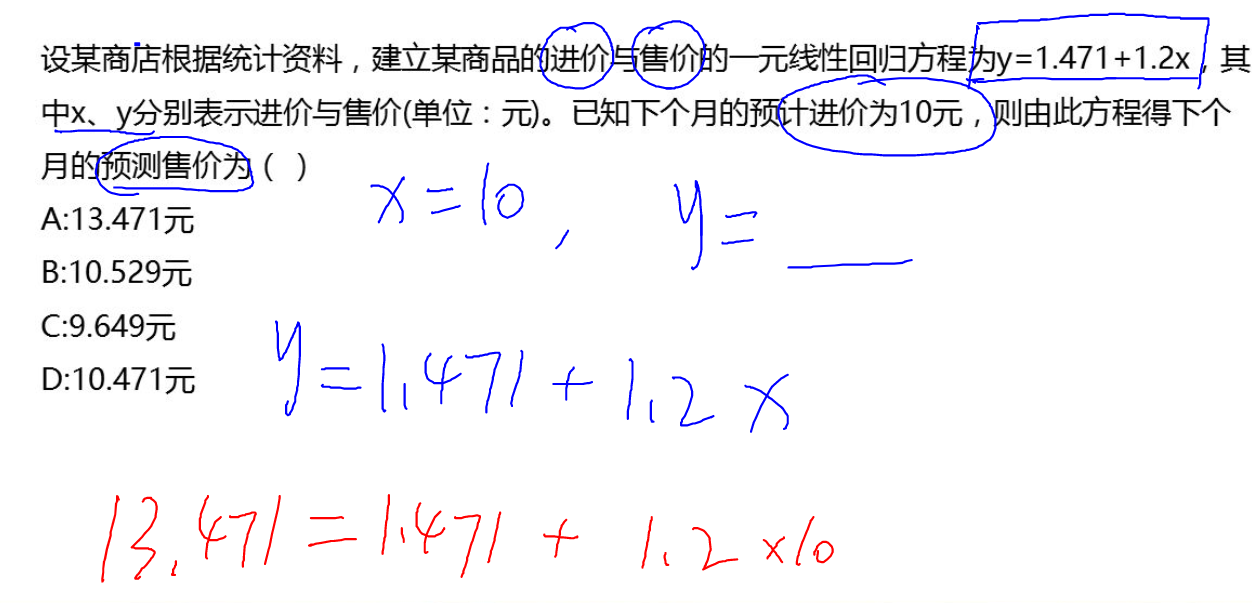 设某商店根据统计资料，建立某商品的进价与售价的一元线性回归方程为y=1.471+1.2x，其
中x、y分别表示进价与售价(单位：元)。已知下个月的预计进价为10元，则由此方程得下个
月的预测售价为（ ）
A:13.471元
B:10.529元
C:9.649元
D:10.471元
x=10， y=___
y=1.471+1.2x
13.471=1.471+1.2×10